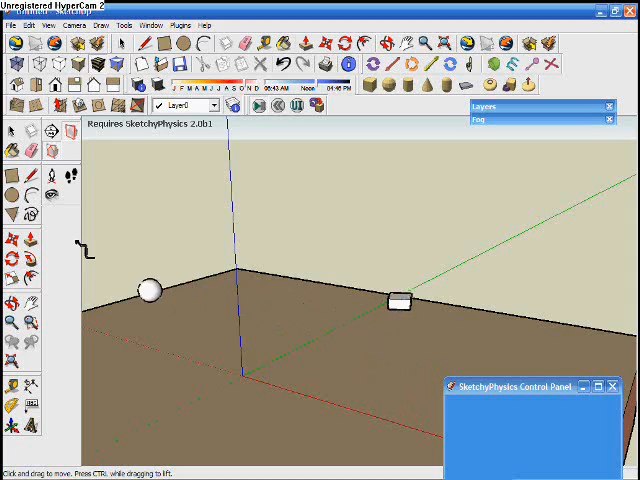 Unregistered HyperCam 2
File Edit View Camera Draw Tools Window Plugins Help
J F M A M J J A S O N D
06:43 AM Noon 04:46 PM
Layer0
Layers
Fog
Requires SketchyPhysics 2.0b1
SketchyPhysics Control Panel
Click and drag to move. Press CTRL while dragging to lift.